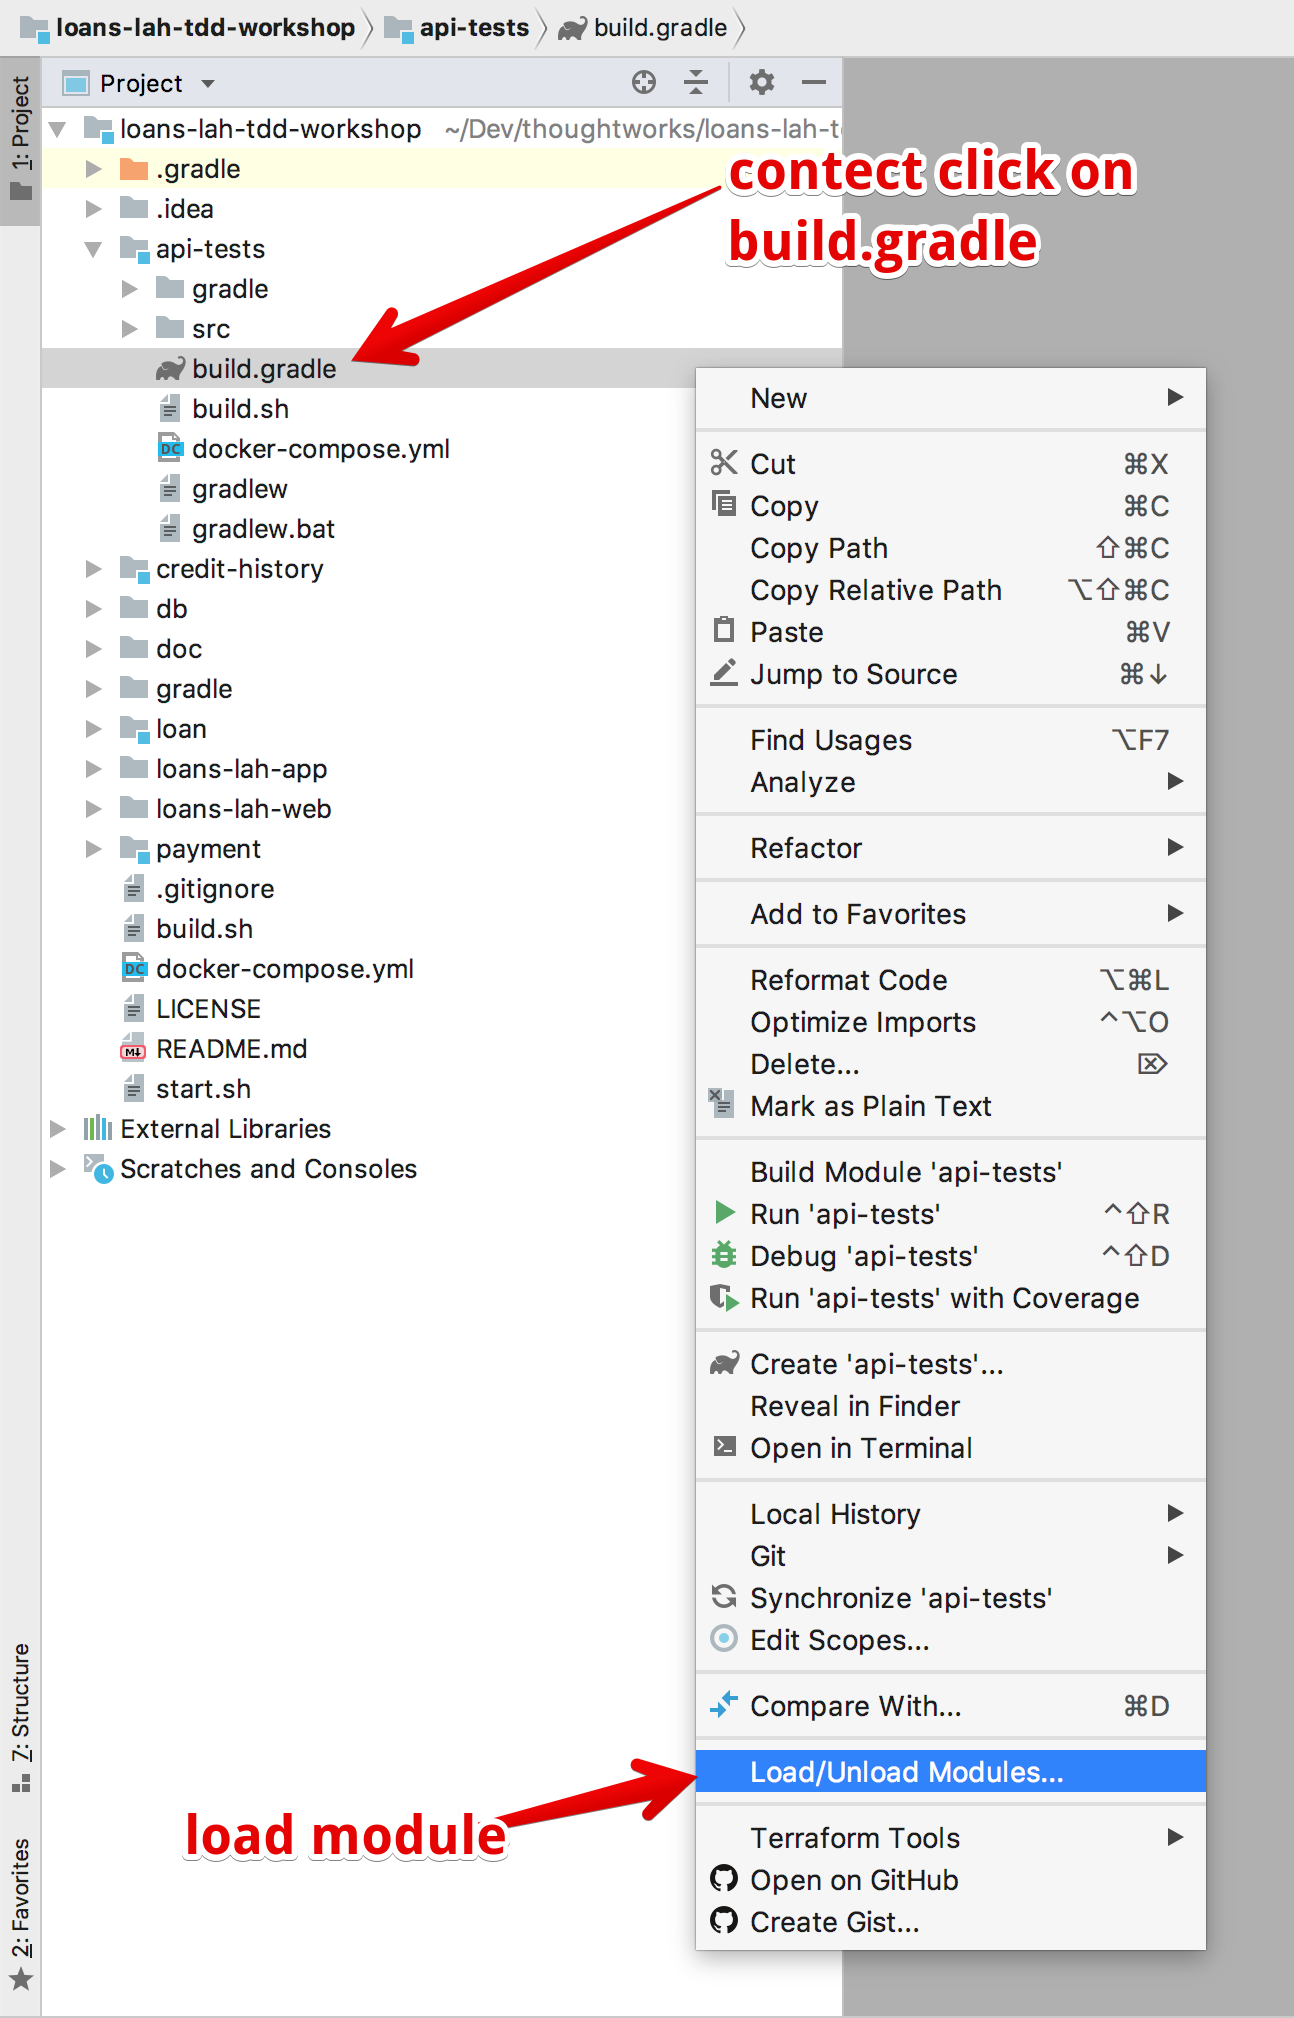 loans-lah-tdd-workshop api-tests build.gradle
1: Project
Project
loans-lah-tdd-workshop ~/Dev/thoughtworks/loans-lah-t
.gradle
contect click on
build.gradle
.idea
api-tests
gradle
src
build.gradle
build.sh
DC docker-compose.yml
gradlew
gradlew.bat
credit-history
db
doc
gradle
loan
loans-lah-app
loans-lah-web
payment
.gitignore
build.sh
DC docker-compose.yml
LICENSE
M↓ README.md
start.sh
External Libraries
Scratches and Consoles
New
Cut ⌘X
Copy ⌘C
Copy Path ⇧⌘C
Copy Relative Path ⌥⇧⌘C
Paste ⌘V
Jump to Source ⌘↓
Find Usages ⌥F7
Analyze
Refactor
Add to Favorites
Reformat Code ⌥⌘L
Optimize Imports ^⌥O
Delete... ⌦
Mark as Plain Text
Build Module 'api-tests'
Run 'api-tests' ^⇧R
Debug 'api-tests' ^⇧D
Run 'api-tests' with Coverage
Create 'api-tests'...
Reveal in Finder
Open in Terminal
Local History
Git
Synchronize 'api-tests'
Edit Scopes...
Compare With... ⌘D
Load/Unload Modules...
load module
Terraform Tools
Open on GitHub
Create Gist...
7: Structure
2: Favorites